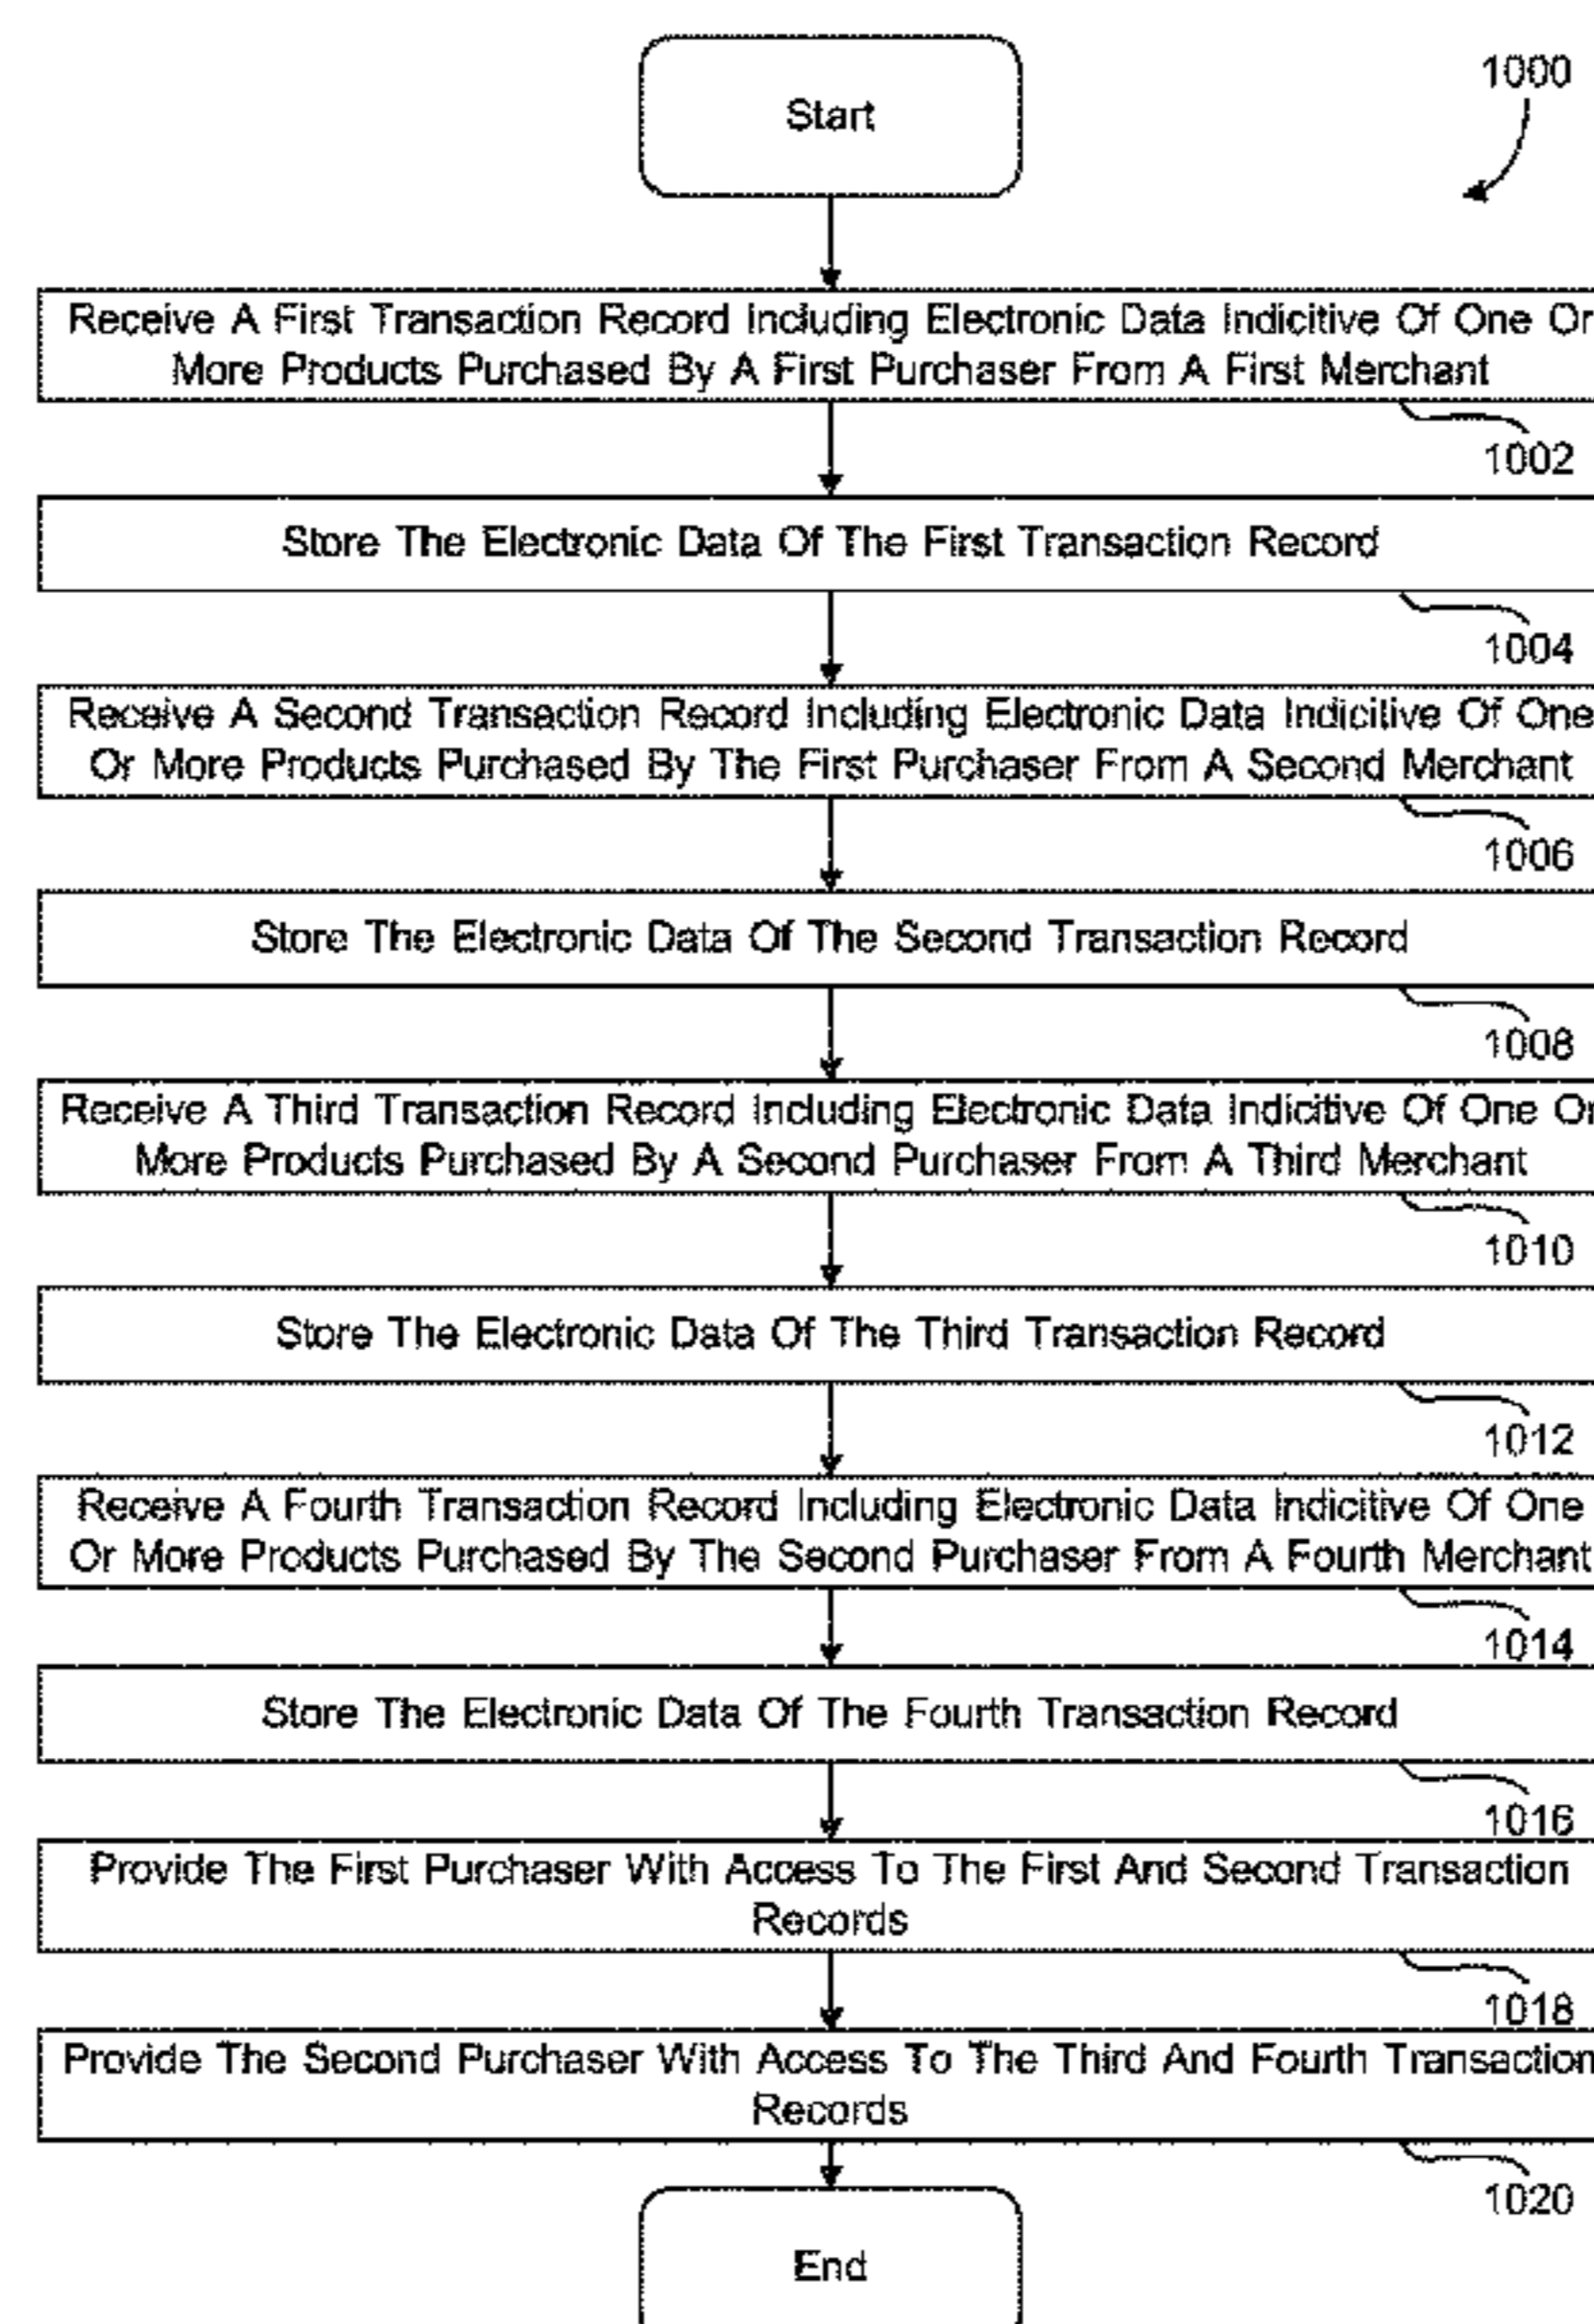 Start
1000
Receive A First Transaction Record Including Electronic Data Indicitive Of One Or
More Products Purchased By A First Purchaser From A First Merchant
1002
Store The Electronic Data Of The First Transaction Record
1004
Receive A Second Transaction Record Including Electronic Data Indicitive Of One
Or More Products Purchased By The First Purchaser From A Second Merchant
1006
Store The Electronic Data Of The Second Transaction Record
1008
Receive A Third Transaction Record Including Electronic Data Indicitive Of One Or
More Products Purchased By A Second Purchaser From A Third Merchant
1010
Store The Electronic Data Of The Third Transaction Record
1012
Receive A Fourth Transaction Record Including Electronic Data Indicitive Of One
Or More Products Purchased By The Second Purchaser From A Fourth Merchant
1014
Store The Electronic Data Of The Fourth Transaction Record
1016
Provide The First Purchaser With Access To The First And Second Transaction
Records
1018
Provide The Second Purchaser With Access To The Third And Fourth Transaction
Records
1020
End